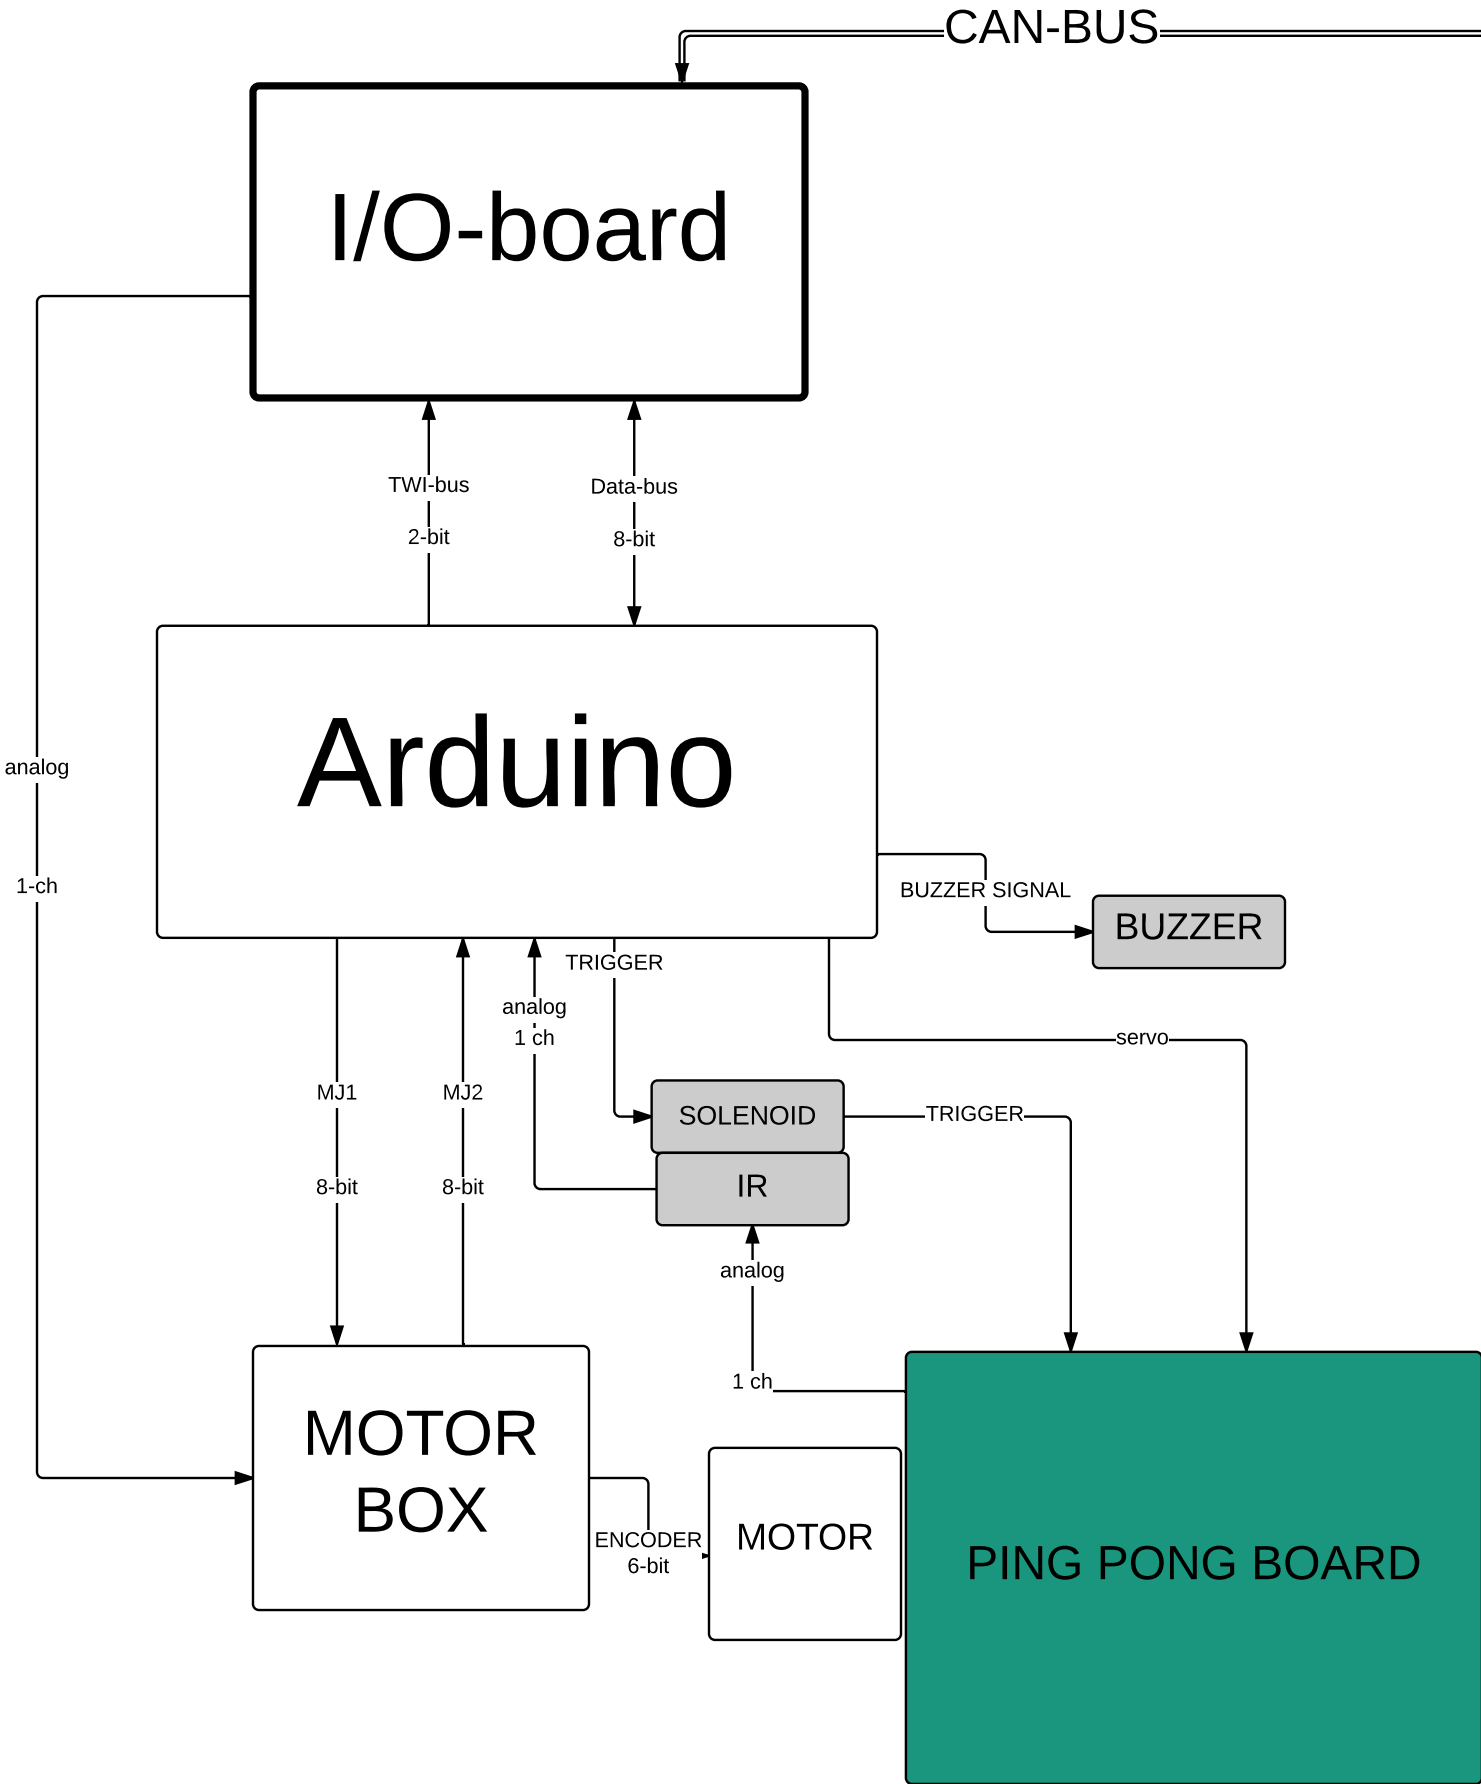 CAN-BUS
I/O-board
TWI-bus
2-bit
Data-bus
8-bit
analog
1-ch
Arduino
BUZZER SIGNAL
BUZZER
TRIGGER
analog
1 ch
servo
MJ1
8-bit
MJ2
8-bit
SOLENOID
TRIGGER
IR
analog
1 ch
MOTOR
BOX
ENCODER
6-bit
MOTOR
PING PONG BOARD